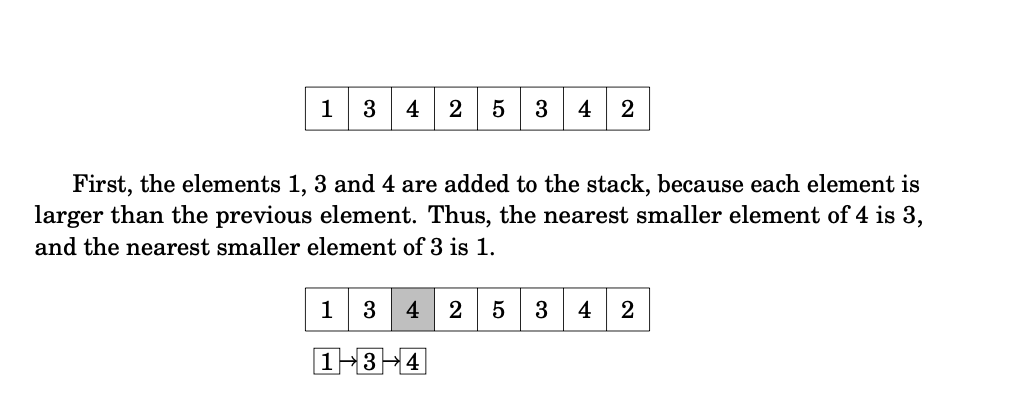 1 3 4 2 5 3 4 2
First, the elements 1, 3 and 4 are added to the stack, because each element is
larger than the previous element. Thus, the nearest smaller element of 4 is 3,
and the nearest smaller element of 3 is 1.
1 3 4 2 5 3 4 2
1→3→4